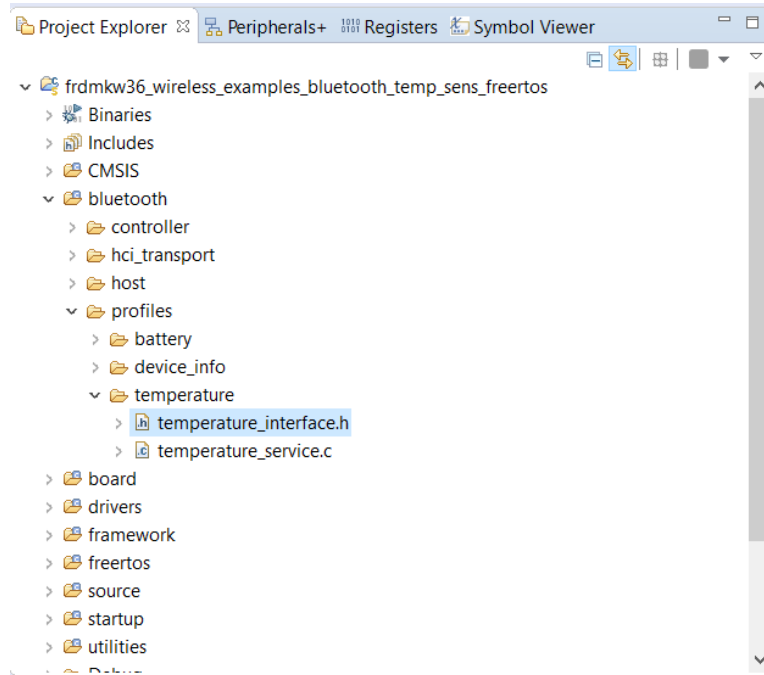 Project Explorer Peripherals+ Registers Symbol Viewer
frdmkw36_wireless_examples_bluetooth_temp_sens_freertos
Binaries
Includes
CMSIS
bluetooth
controller
hci_transport
host
profiles
battery
device_info
temperature
temperature_interface.h
temperature_service.c
board
drivers
framework
freertos
source
startup
utilities